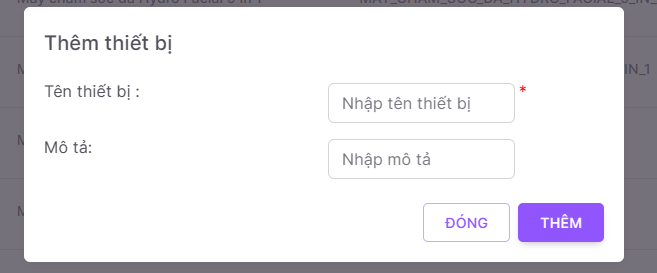 Thêm thiết bị
Tên thiết bị :
Nhập tên thiết bị *
Mô tả:
Nhập mô tả
ĐÓNG
THÊM